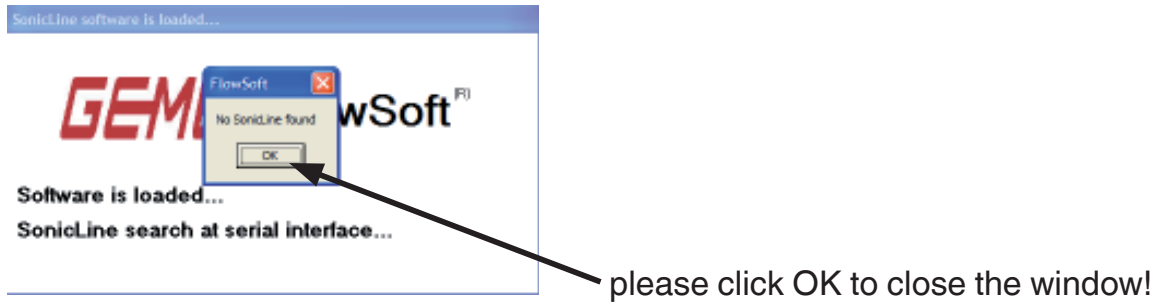 SonicLine software is loaded...
FlowSoft
GEM wSoft (R)
No SonicLine found
OK
Software is loaded...
SonicLine search at serial interface...
please click OK to close the window!